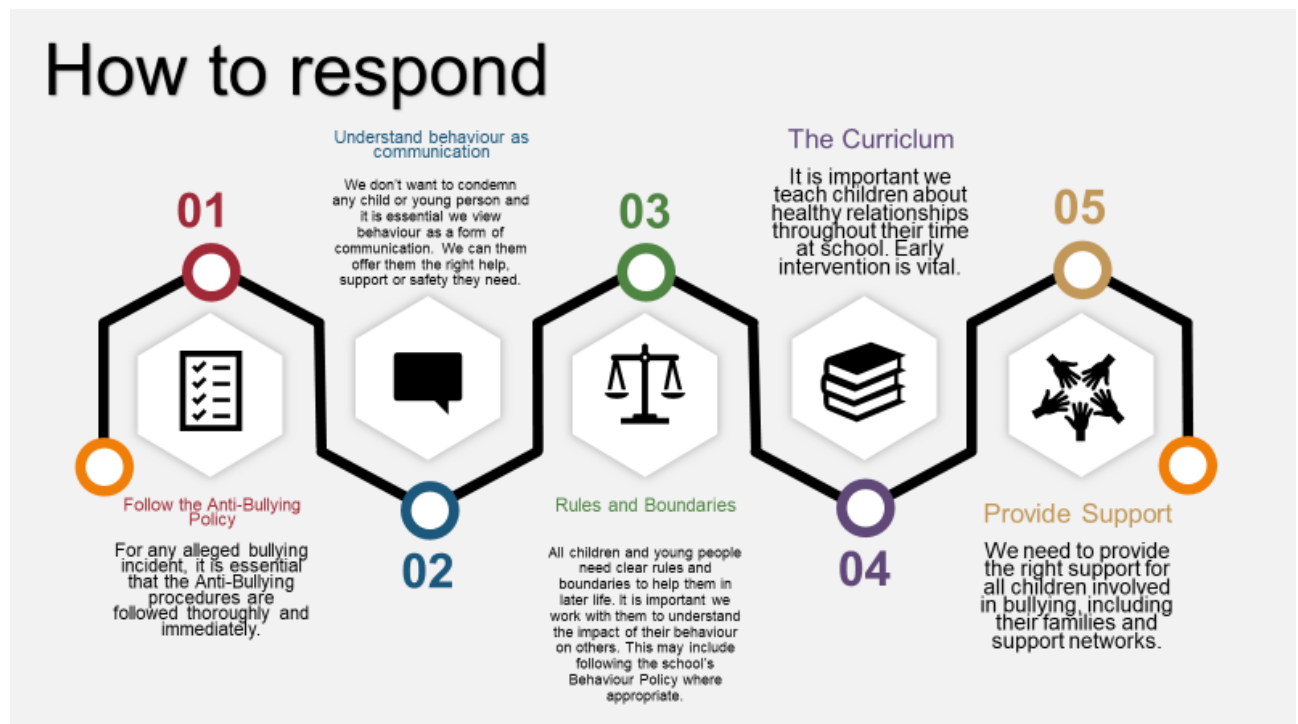 How to respond
01
Follow the Anti-Bullying
Policy
For any alleged bullying
incident, it is essential
that the Anti-Bullying
procedures are
followed thoroughly and
immediately.
Understand behaviour as
communication
We don't want to condemn
any child or young person and
it is essential we view
behaviour as a form of
communication. We can them
offer them the right help,
support or safety they need.
02
03
Rules and Boundaries
All children and young people
need clear rules and
boundaries to help them in
later life. It is important we
work with them to understand
the impact of their behaviour
on others. This may include
following the school's
Behaviour Policy where
appropriate.
The Curriclum
It is important we
teach children about
healthy relationships
throughout their time
at school. Early
intervention is vital.
04
05
Provide Support
We need to provide
the right support for
all children involved
in bullying, including
their families and
support networks.